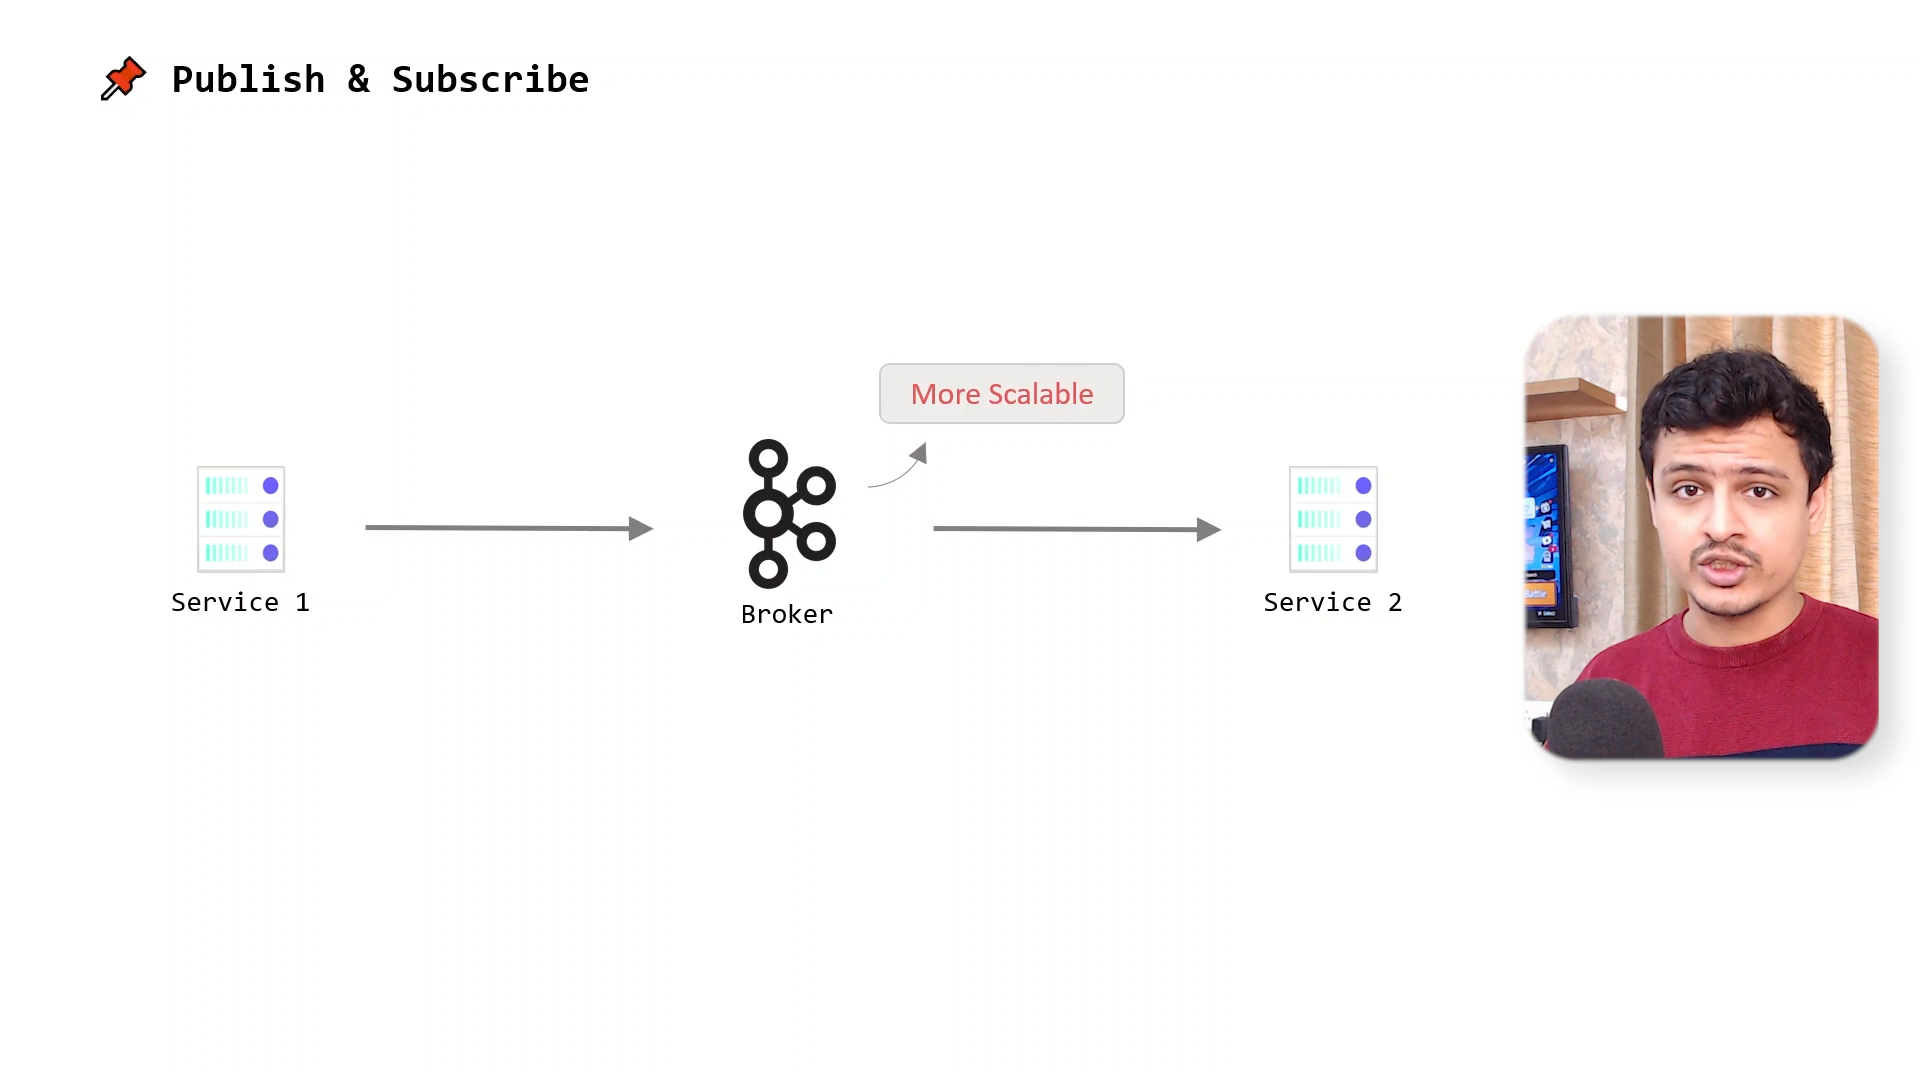 Publish & Subscribe
More Scalable
Service 1
Broker
Service 2